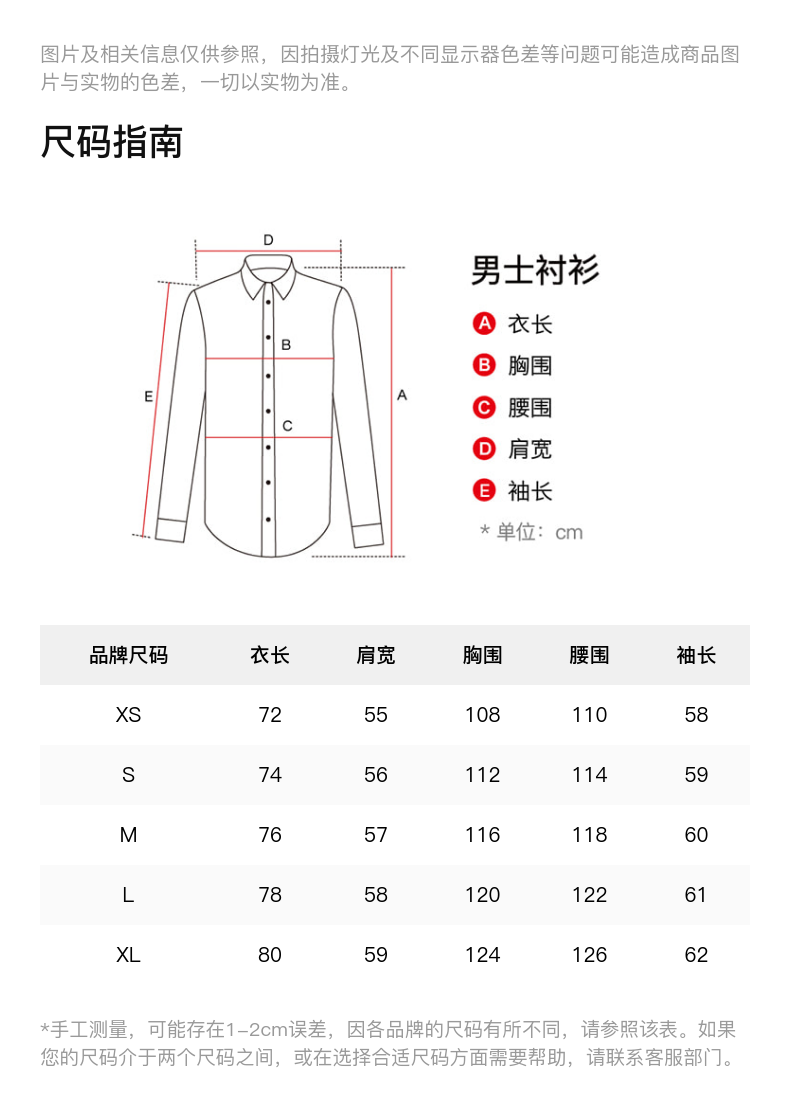 图片及相关信息仅供参照，因拍摄灯光及不同显示器色差等问题可能造成商品图
片与实物的色差，一切以实物为准。
尺码指南
D
B
E
A
C
男士衬衫
A 衣长
B 胸围
C 腰围
D 肩宽
E 袖长
* 单位：cm
品牌尺码 衣长 肩宽 胸围 腰围 袖长
XS 72 55 108 110 58
S 74 56 112 114 59
M 76 57 116 118 60
L 78 58 120 122 61
XL 80 59 124 126 62
*手工测量，可能存在1-2cm误差，因各品牌的尺码有所不同，请参照该表。如果
您的尺码介于两个尺码之间，或在选择合适尺码方面需要帮助，请联系客服部门。